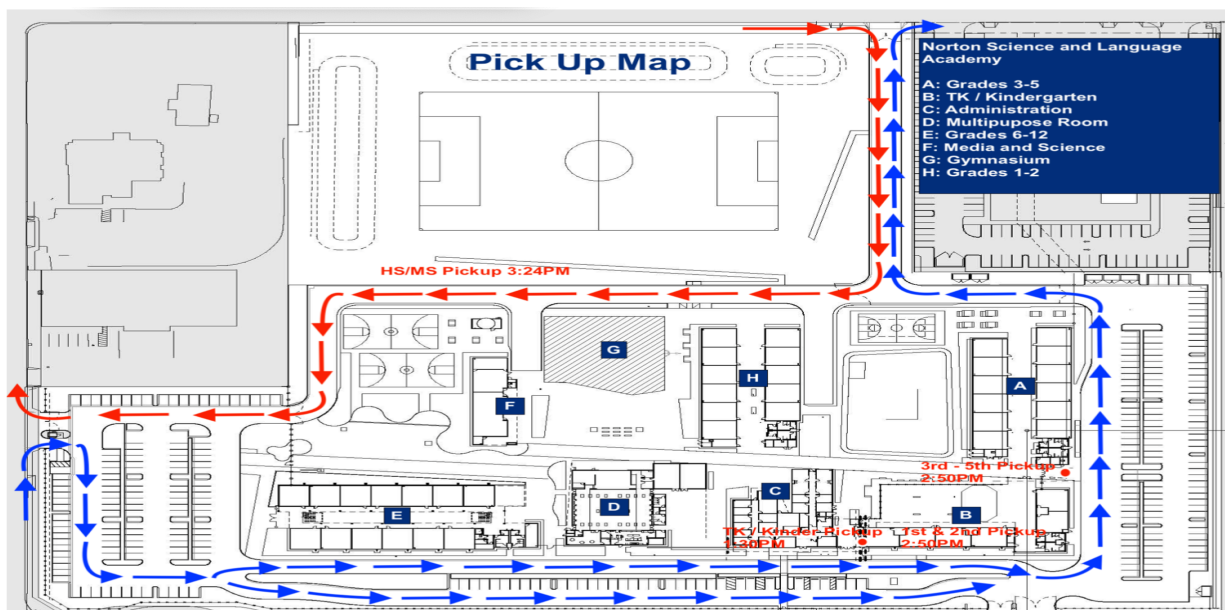 Pick Up Map
Norton Science and Language
Academy
A: Grades 3-5
B: TK / Kindergarten
C: Administration
D: Multipupose Room
E: Grades 6-12
F: Media and Science
G: Gymnasium
H: Grades 1-2
HS/MS Pickup 3:24PM
G
H
A
F
3rd - 5th Pickup
2:50PM
C
D
E
B
TK / Kinder Pickup
1:30PM
1st & 2nd Pickup
2:50PM